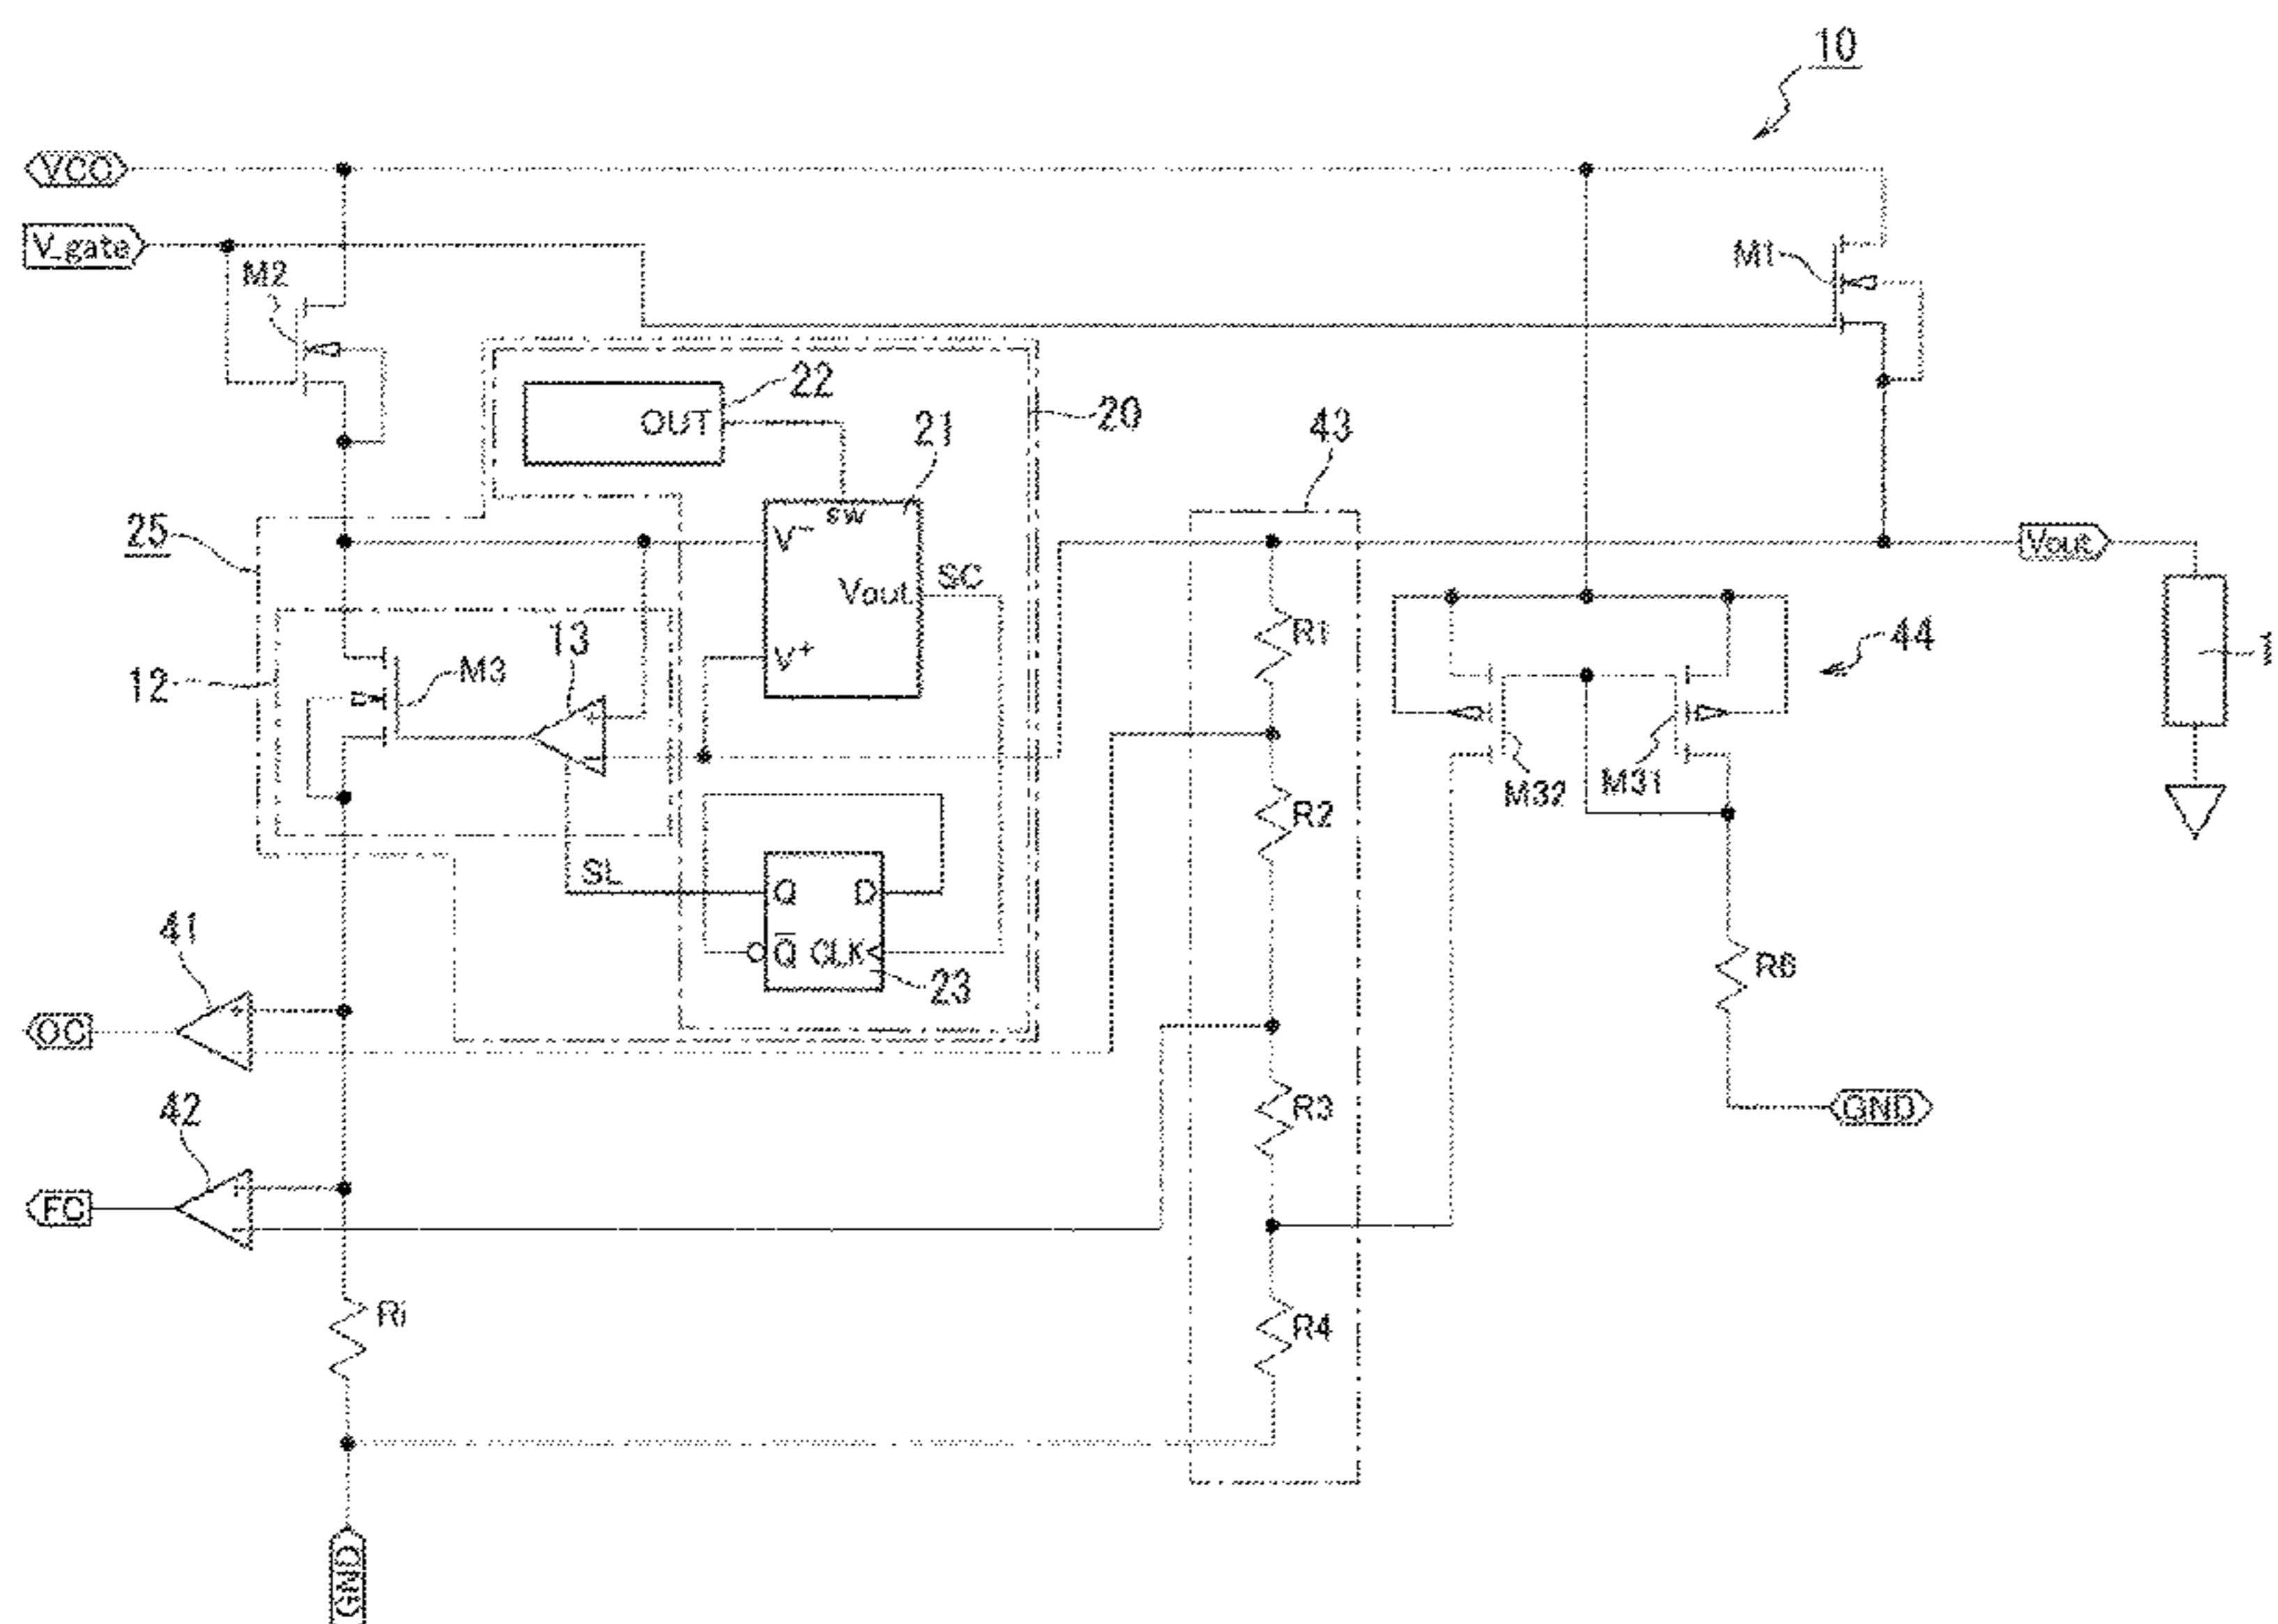 10
VCC
V_gate
M2
M1
22
OUT
20
21
43
sw
V−
25
Vout
SC
Vout
V+
13
12
M3
R1
44
1
M32
M31
R2
SL
Q
D
Q̅
CLK
23
41
R6
OC
42
R3
GND
FC
Ri
R4
GND